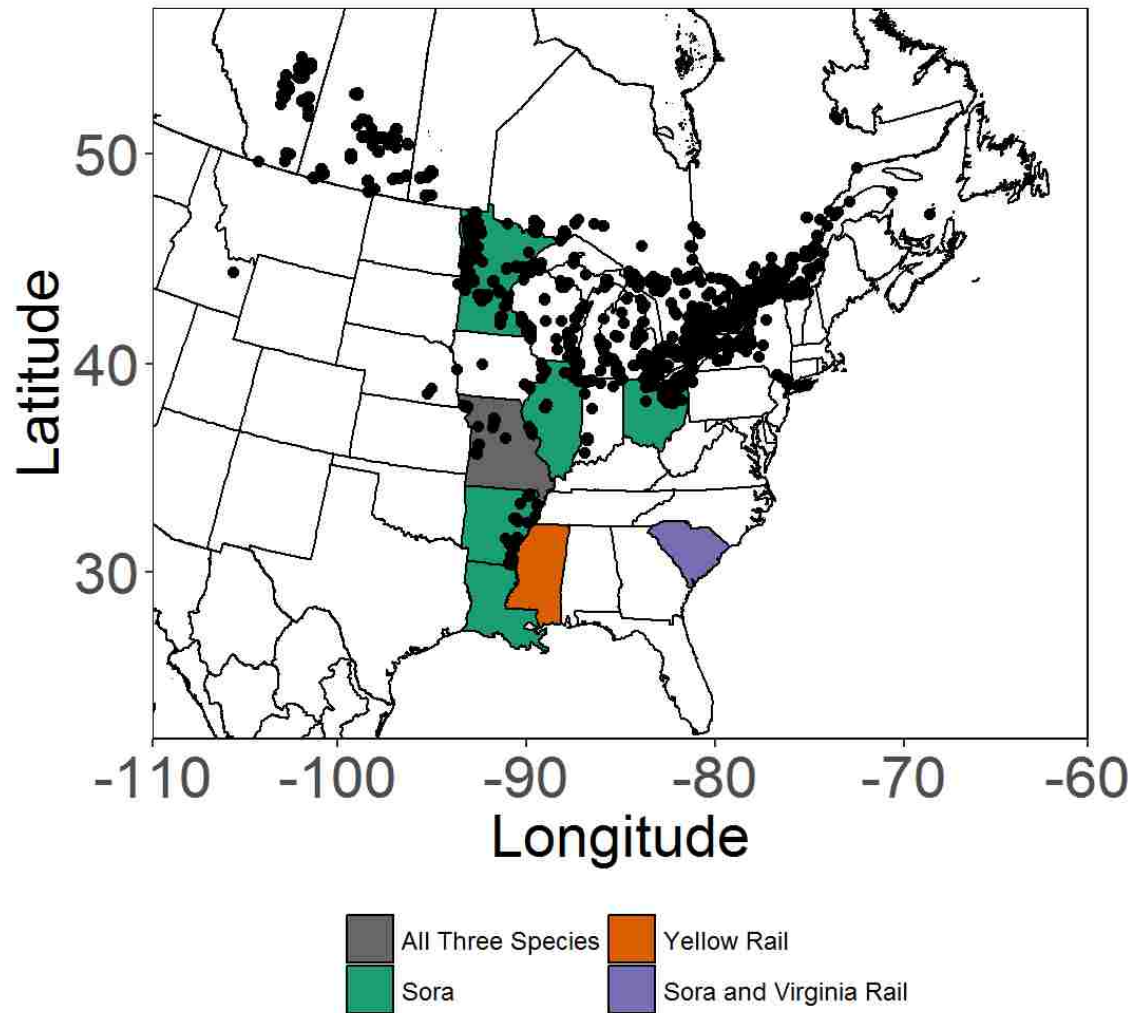 50
40
30
Latitude
-110 -100 -90 -80 -70 -60
Longitude
All Three Species Yellow Rail
Sora Sora and Virginia Rail